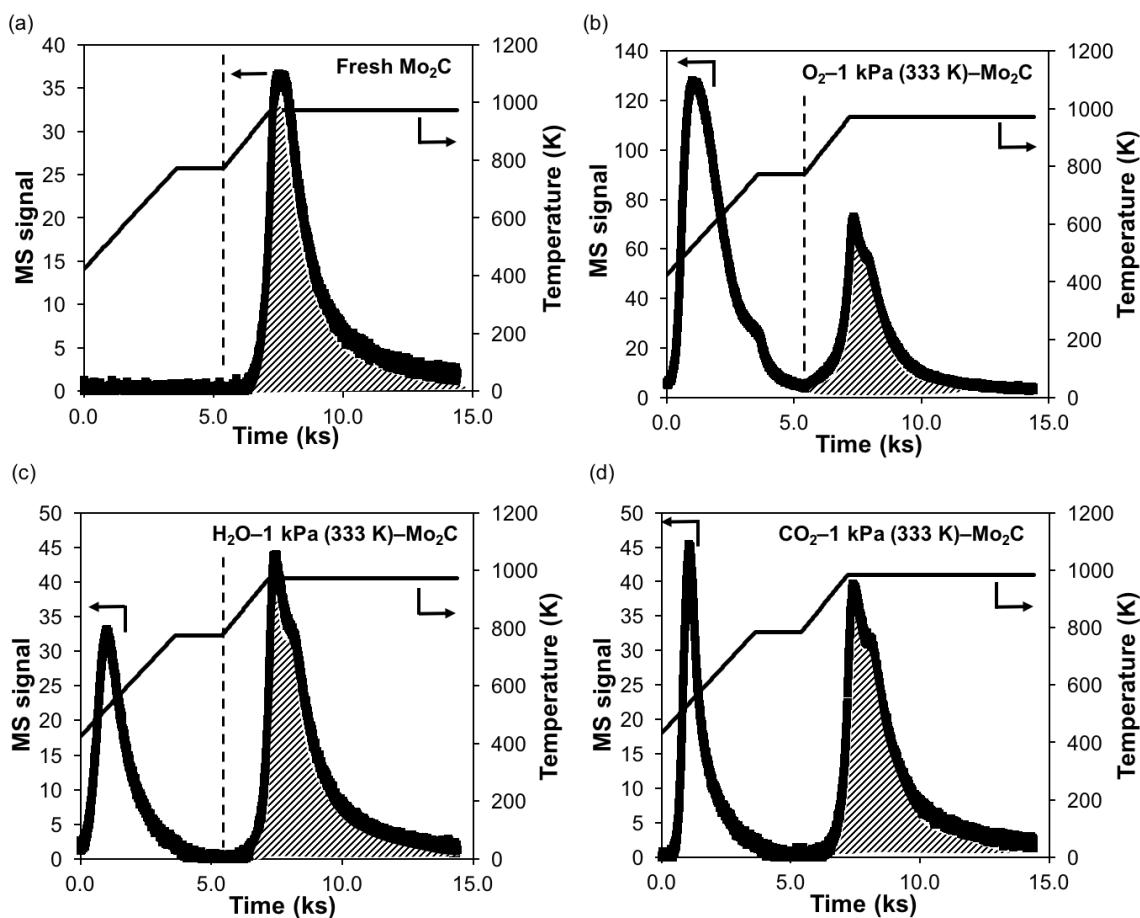 (a)
Fresh Mo₂C
MS signal
40
35
30
25
20
15
10
5
0
1200
1000
800
600
400
200
0
Temperature (K)
0.0 5.0 10.0 15.0
Time (ks)
(b)
O₂–1 kPa (333 K)–Mo₂C
MS signal
140
120
100
80
60
40
20
0
1200
1000
800
600
400
200
0
Temperature (K)
0.0 5.0 10.0 15.0
Time (ks)
(c)
H₂O–1 kPa (333 K)–Mo₂C
MS signal
50
45
40
35
30
25
20
15
10
5
0
1200
1000
800
600
400
200
0
Temperature (K)
0.0 5.0 10.0 15.0
Time (ks)
(d)
CO₂–1 kPa (333 K)–Mo₂C
MS signal
50
45
40
35
30
25
20
15
10
5
0
1200
1000
800
600
400
200
0
Temperature (K)
0.0 5.0 10.0 15.0
Time (ks)